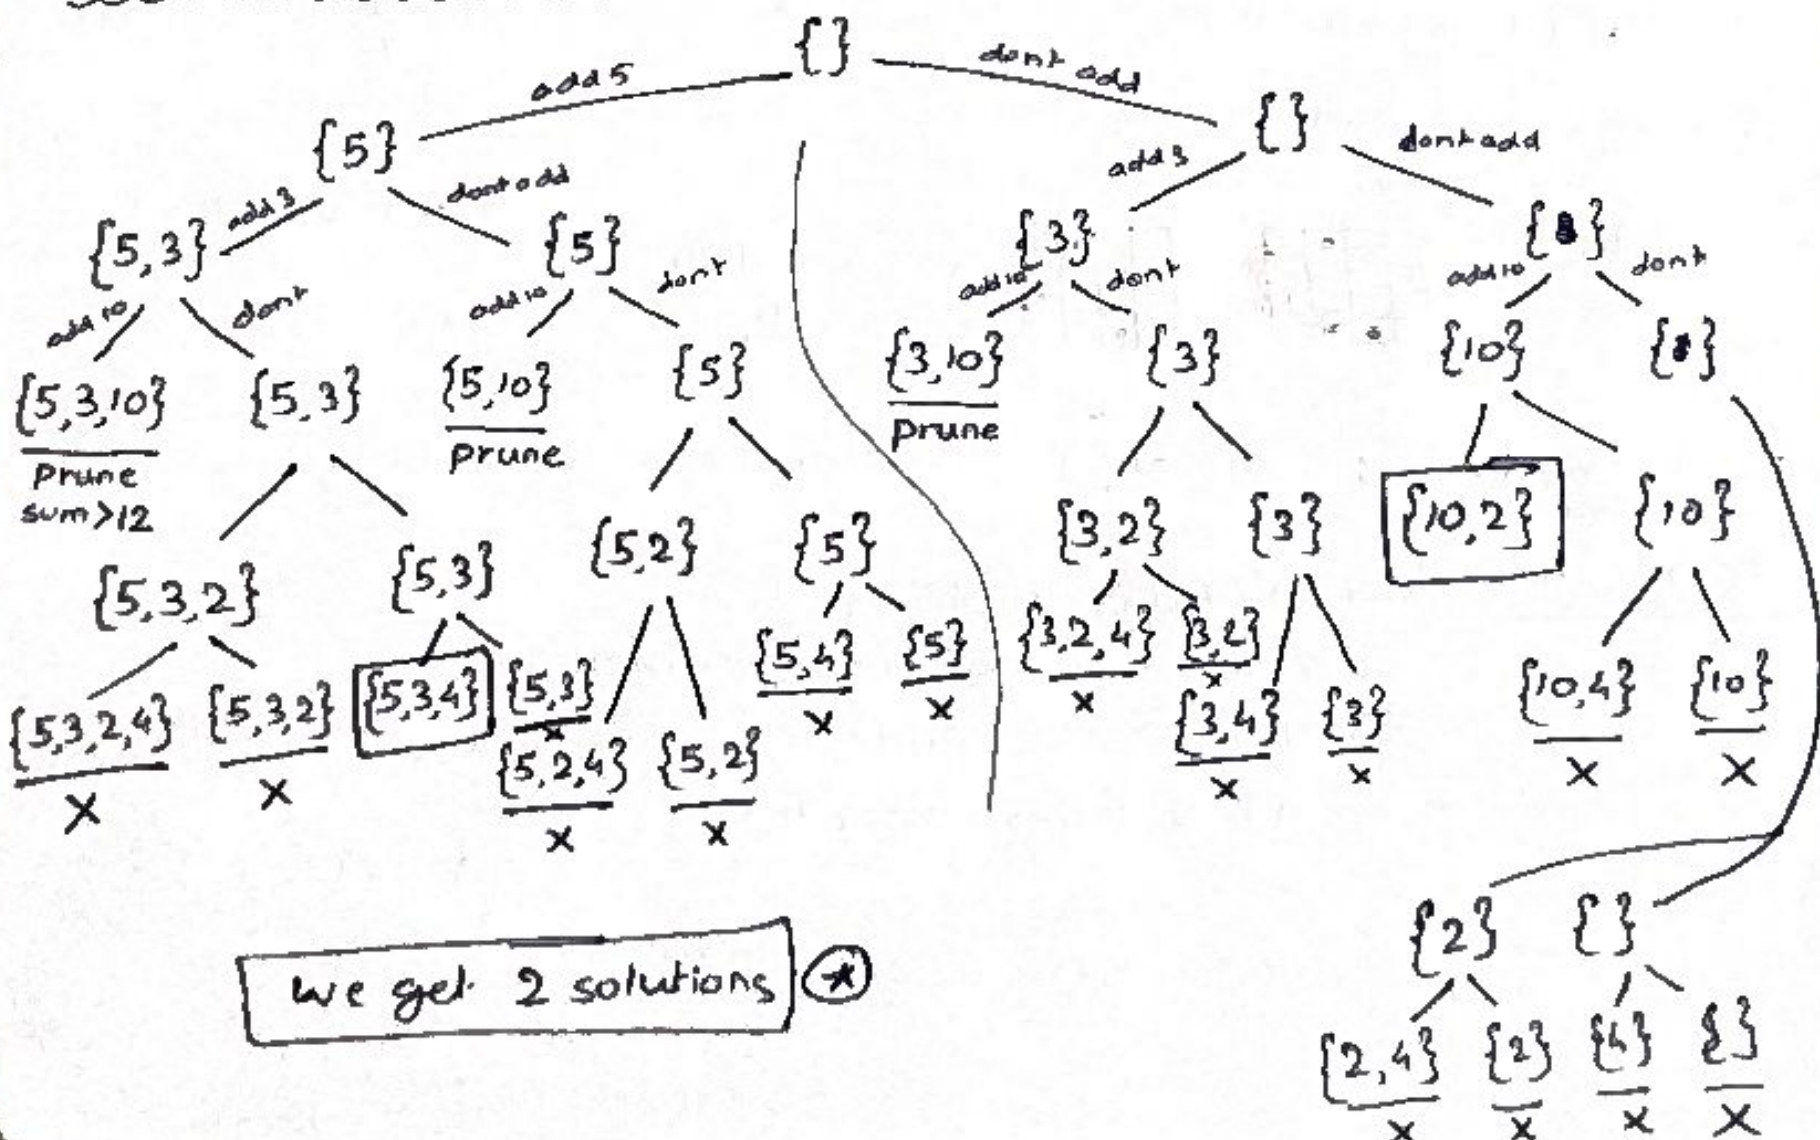 { }
add 5
dont add
{5}
{ }
add 3
dont add
add 3
dont add
{5,3}
{5}
{3}
{ }
add 10
dont
add 10
dont
add 10
dont
add 10
dont
{5,3,10}
{5,3}
{5,10}
{5}
{3,10}
{3}
{10}
{ }
prune
sum>12
prune
prune
{5,3,2}
{5,3}
{5,2}
{5}
{3,2}
{3}
{10,2}
{10}
{5,3,2,4}
{5,3,2}
{5,3,4}
{5,3}
{5,2,4}
{5,2}
{5,4}
{5}
{3,2,4}
{3,2}
{3,4}
{3}
{10,4}
{10}
x
x
x
x
x
x
x
x
x
x
x
x
x
{2}
{ }
{2,4}
{2}
{4}
{ }
x
x
x
x
we get 2 solutions *